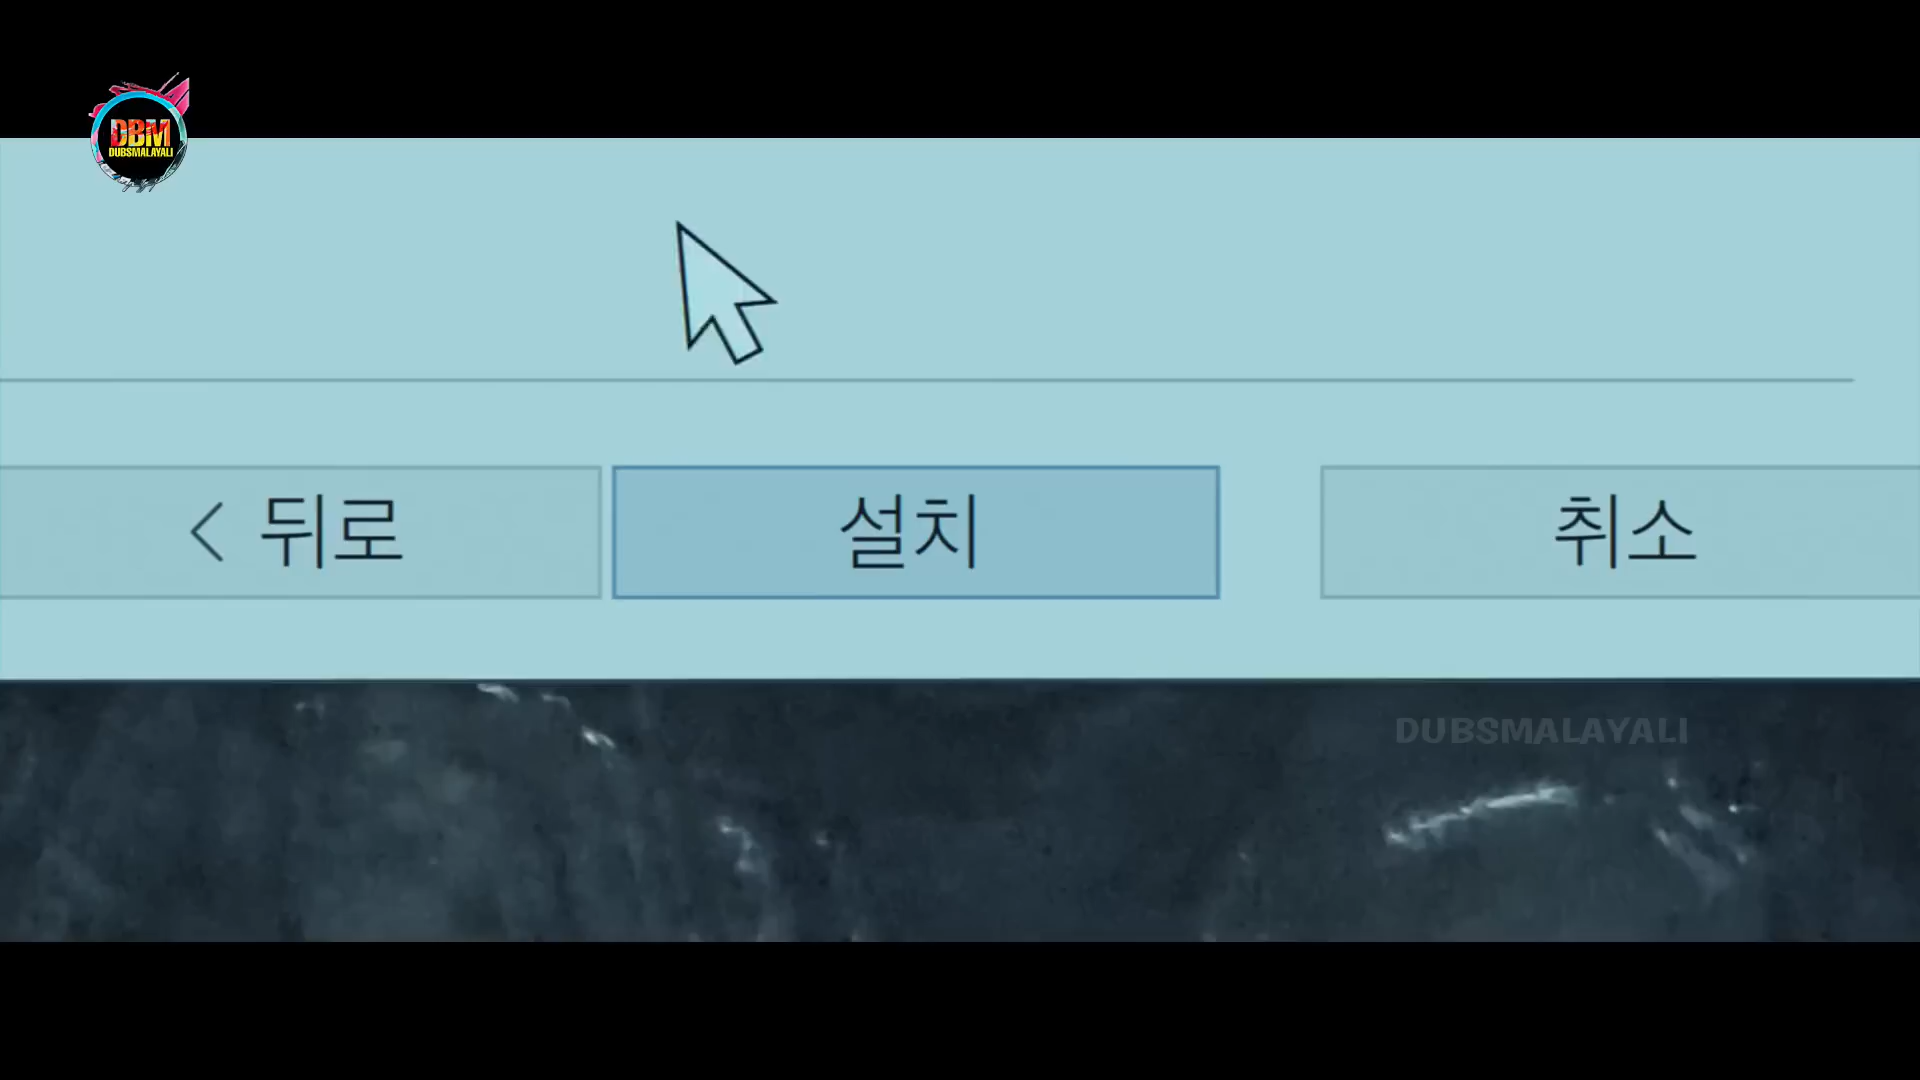 DBM
DUBSMALAYALI
< 뒤로
설치
취소
DUBSMALAYALI